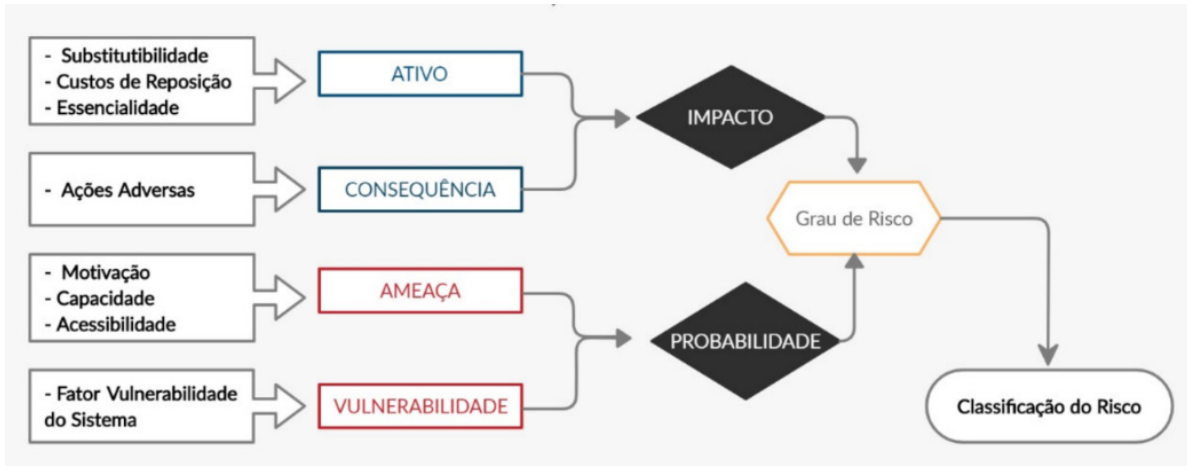 - Substitutibilidade
- Custos de Reposição
- Essencialidade
ATIVO
IMPACTO
- Ações Adversas
CONSEQUÊNCIA
Grau de Risco
- Motivação
- Capacidade
- Acessibilidade
AMEAÇA
PROBABILIDADE
- Fator Vulnerabilidade
do Sistema
VULNERABILIDADE
Classificação do Risco